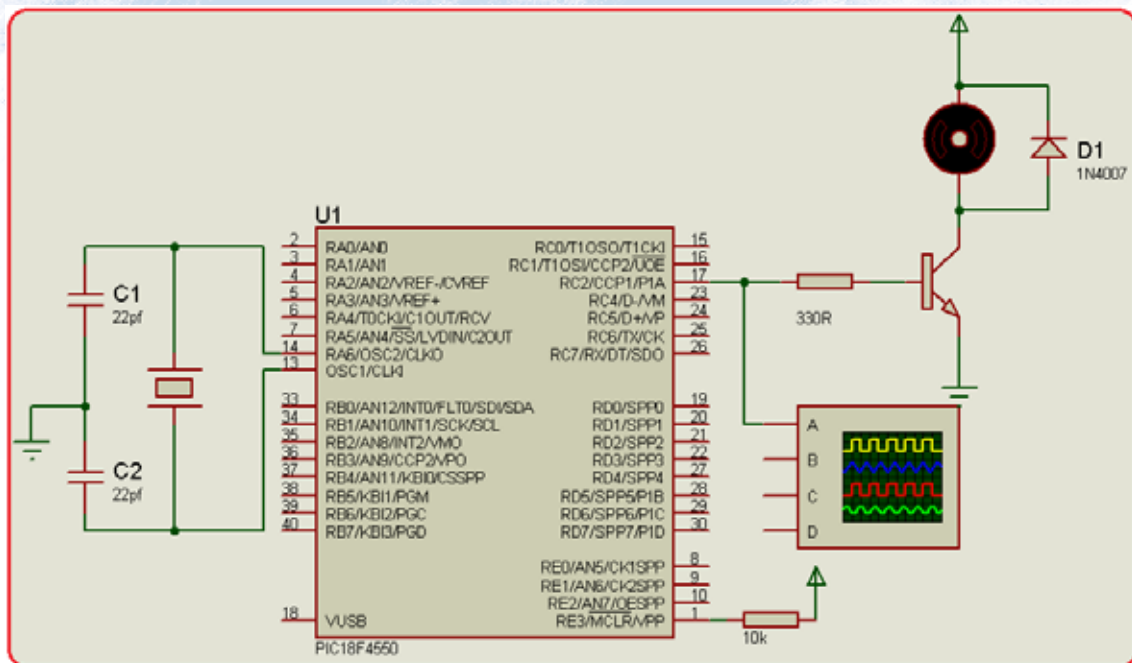 U1
2 RA0/AN0
3 RA1/AN1
4 RA2/AN2/VREF-/CVREF
5 RA3/AN3/VREF+
6 RA4/T0CKI/C1OUT/RCV
7 RA5/AN4/SS/LVDIN/C2OUT
14 RA6/OSC2/CLKO
13 OSC1/CLKI
33 RB0/AN12/INT0/FLT0/SDI/SDA
34 RB1/AN10/INT1/SCK/SCL
35 RB2/AN8/INT2/VMO
36 RB3/AN9/CCP2/VPO
37 RB4/AN11/KBI0/CSSPP
38 RB5/KBI1/PGM
39 RB6/KBI2/PGC
40 RB7/KBI3/PGD
18 VUSB
RC0/T1OSO/T1CKI 15
RC1/T1OSI/CCP2/UOE 16
RC2/CCP1/P1A 17
RC4/D-/VM 23
RC5/D+/VP 24
RC6/TX/CK 25
RC7/RX/DT/SDO 26
RD0/SPP0 19
RD1/SPP1 20
RD2/SPP2 21
RD3/SPP3 22
RD4/SPP4 27
RD5/SPP5/P1B 28
RD6/SPP6/P1C 29
RD7/SPP7/P1D 30
RE0/AN5/CK1SPP 8
RE1/AN6/CK2SPP 9
RE2/AN7/OESPP 10
RE3/MCLR/VPP 1
PIC18F4550
C1
22pf
C2
22pf
330R
10k
D1
1N4007
A
B
C
D